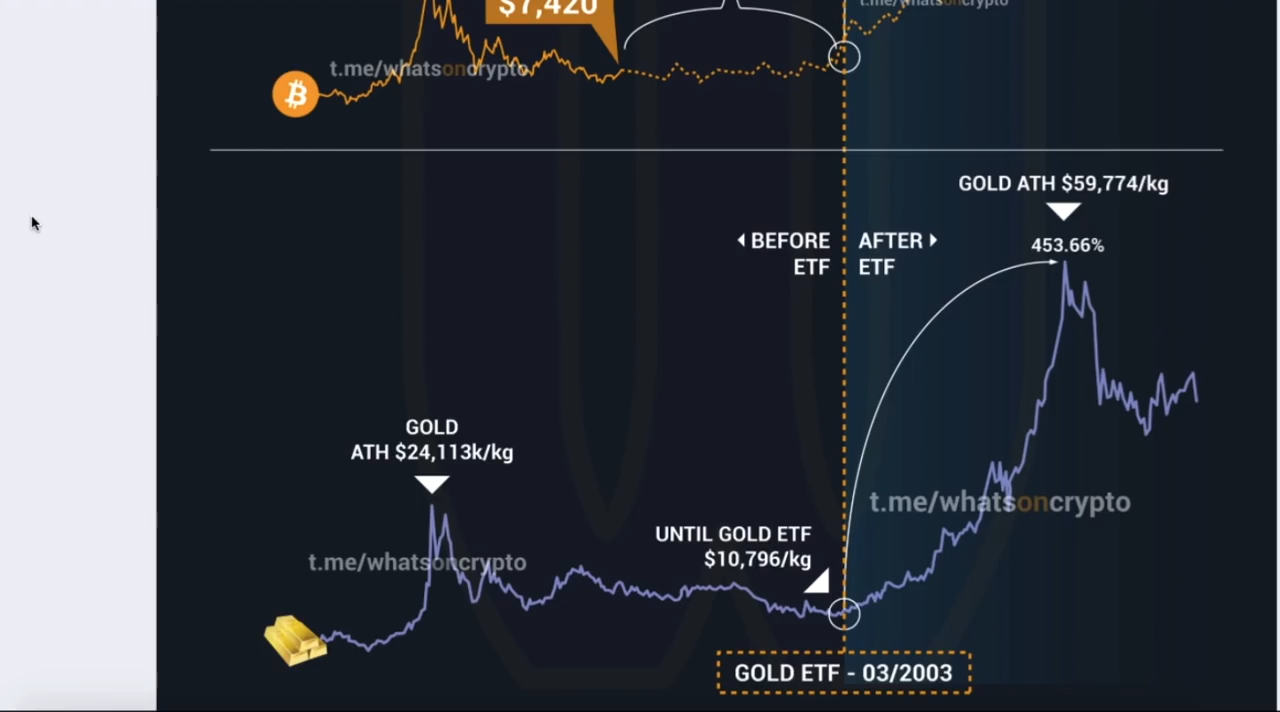 $7,420
t.me/whatsoncrypto
t.me/whatsoncrypto
GOLD ATH $59,774/kg
453.66%
BEFORE ETF
AFTER ETF
GOLD
ATH $24,113k/kg
t.me/whatsoncrypto
UNTIL GOLD ETF
$10,796/kg
t.me/whatsoncrypto
GOLD ETF - 03/2003